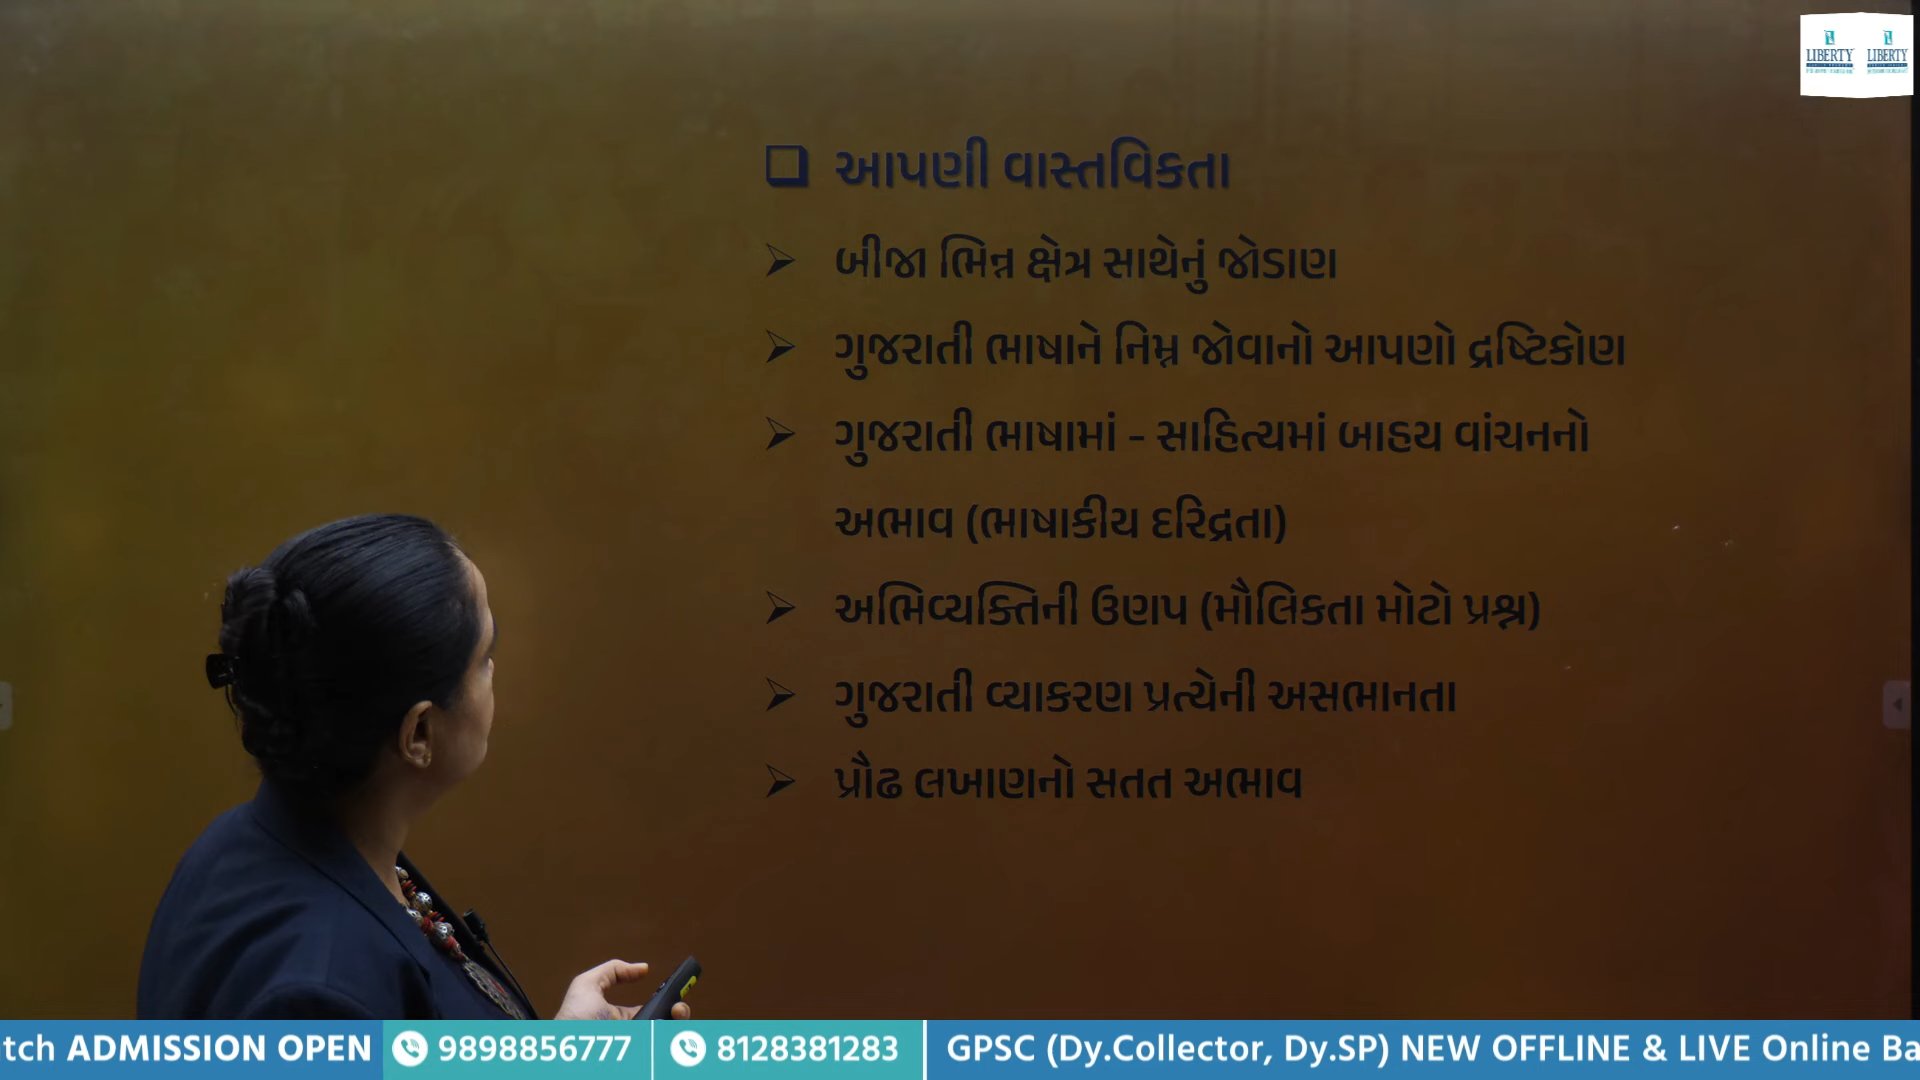 LIBERTY LIBERTY
❑ આપણી વાસ્તવિકતા
➢ બીજા ભિન્ન ક્ષેત્ર સાથેનું જોડાણ
➢ ગુજરાતી ભાષાને નિમ્ન જોવાનો આપણો દ્રષ્ટિકોણ
➢ ગુજરાતી ભાષામાં - સાહિત્યમાં બાહય વાંચનનો
અભાવ (ભાષાકીય દરિદ્રતા)
➢ અભિવ્યક્તિની ઉણપ (મૌલિકતા મોટો પ્રશ્ન)
➢ ગુજરાતી વ્યાકરણ પ્રત્યેની અસભાનતા
➢ પ્રૌઢ લખાણનો સતત અભાવ
tch ADMISSION OPEN 9898856777 8128381283 GPSC (Dy.Collector, Dy.SP) NEW OFFLINE & LIVE Online Ba